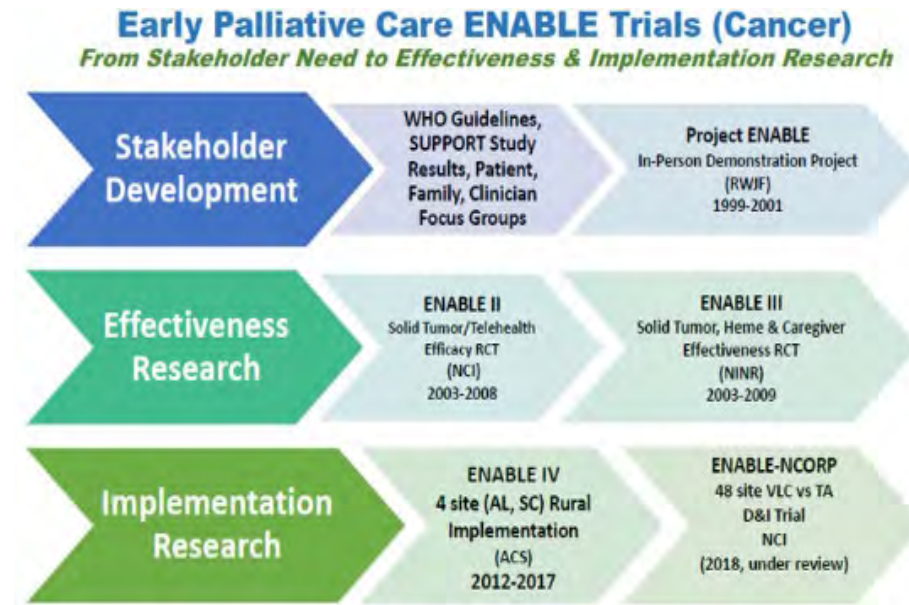 Early Palliative Care ENABLE Trials (Cancer)
From Stakeholder Need to Effectiveness & Implementation Research
Stakeholder
Development
WHO Guidelines,
SUPPORT Study
Results, Patient,
Family, Clinician
Focus Groups
Project ENABLE
In-Person Demonstration Project
(RWJF)
1999-2001
Effectiveness
Research
ENABLE II
Solid Tumor/Telehealth
Efficacy RCT
(NCI)
2003-2008
ENABLE III
Solid Tumor, Heme & Caregiver
Effectiveness RCT
(NINR)
2003-2009
Implementation
Research
ENABLE IV
4 site (AL, SC) Rural
Implementation
(ACS)
2012-2017
ENABLE-NCORP
48 site VLC vs TA
D&I Trial
NCI
(2018, under review)